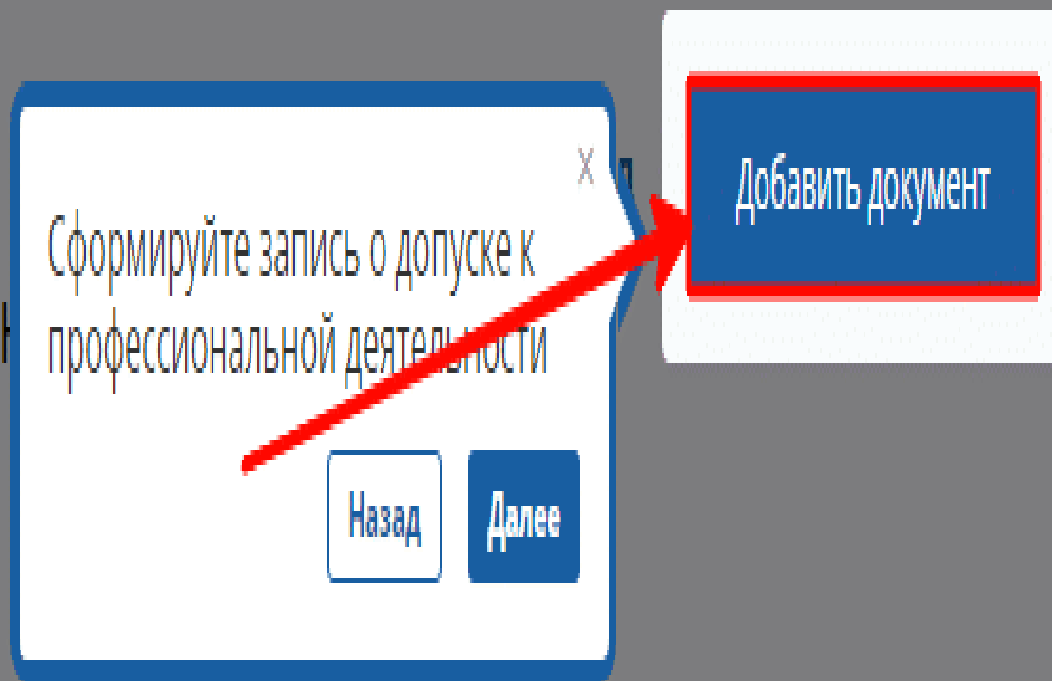 x
Сформируйте запись о допуске к
профессиональной деятельности
Назад
Далее
Добавить документ